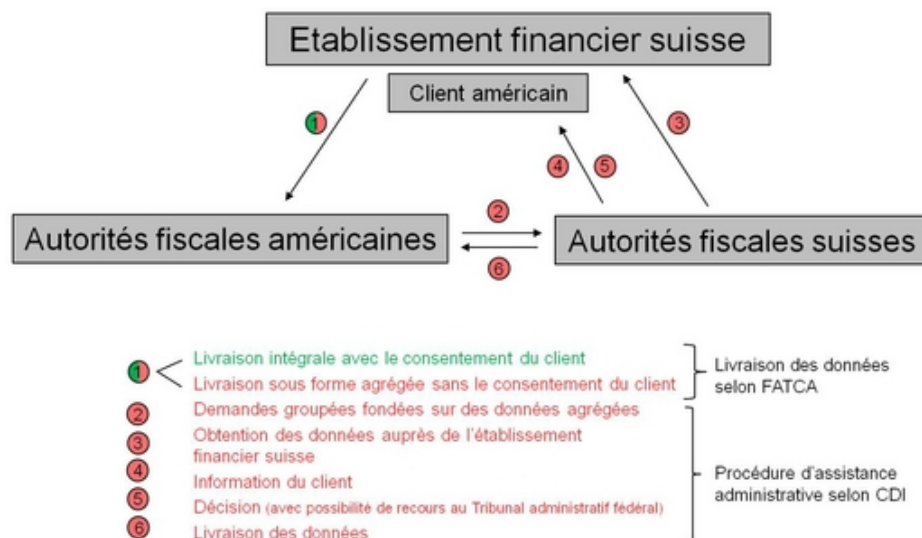 Etablissement financier suisse
Client américain
1
3
4
5
Autorités fiscales américaines
2
6
Autorités fiscales suisses
1
Livraison intégrale avec le consentement du client
Livraison sous forme agrégée sans le consentement du client
Livraison des données
selon FATCA
2
Demandes groupées fondées sur des données agrégées
3
Obtention des données auprès de l'établissement
financier suisse
4
Information du client
5
Décision (avec possibilité de recours au Tribunal administratif fédéral)
6
Livraison des données
Procédure d'assistance
administrative selon CDI